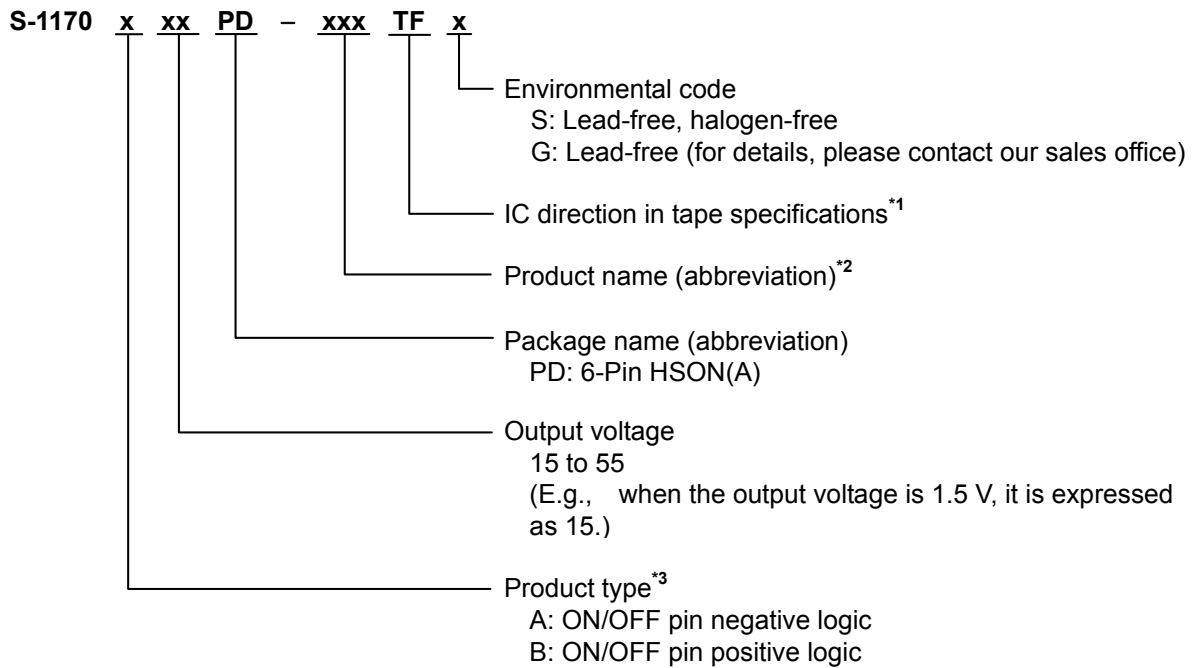 S-1170 x xx PD – xxx TF x
Environmental code
S: Lead-free, halogen-free
G: Lead-free (for details, please contact our sales office)
IC direction in tape specifications*1
Product name (abbreviation)*2
Package name (abbreviation)
PD: 6-Pin HSON(A)
Output voltage
15 to 55
(E.g., when the output voltage is 1.5 V, it is expressed
as 15.)
Product type*3
A: ON/OFF pin negative logic
B: ON/OFF pin positive logic